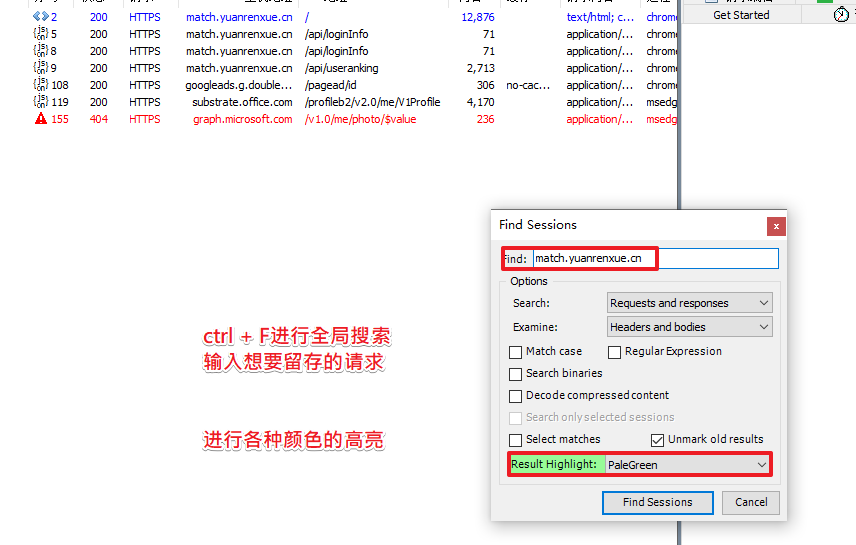 2 200 HTTPS match.yuanrenxue.cn / 12,876 text/html; c... chrome
5 200 HTTPS match.yuanrenxue.cn /api/loginInfo 71 application/... chrome
8 200 HTTPS match.yuanrenxue.cn /api/loginInfo 71 application/... chrome
9 200 HTTPS match.yuanrenxue.cn /api/useranking 2,713 application/... chrome
108 200 HTTPS googleads.g.double... /pagead/id 306 no-cac... application/... chrome
119 200 HTTPS substrate.office.com /profileb2/v2.0/me/V1Profile 4,170 application/... msedg
155 404 HTTPS graph.microsoft.com /v1.0/me/photo/$value 236 application/... msedg
Get Started
Find Sessions
Find: match.yuanrenxue.cn
Options
Search: Requests and responses
Examine: Headers and bodies
Match case Regular Expression
Search binaries
Decode compressed content
Search only selected sessions
Select matches Unmark old results
Result Highlight: PaleGreen
Find Sessions Cancel
ctrl + F进行全局搜索
输入想要留存的请求
进行各种颜色的高亮